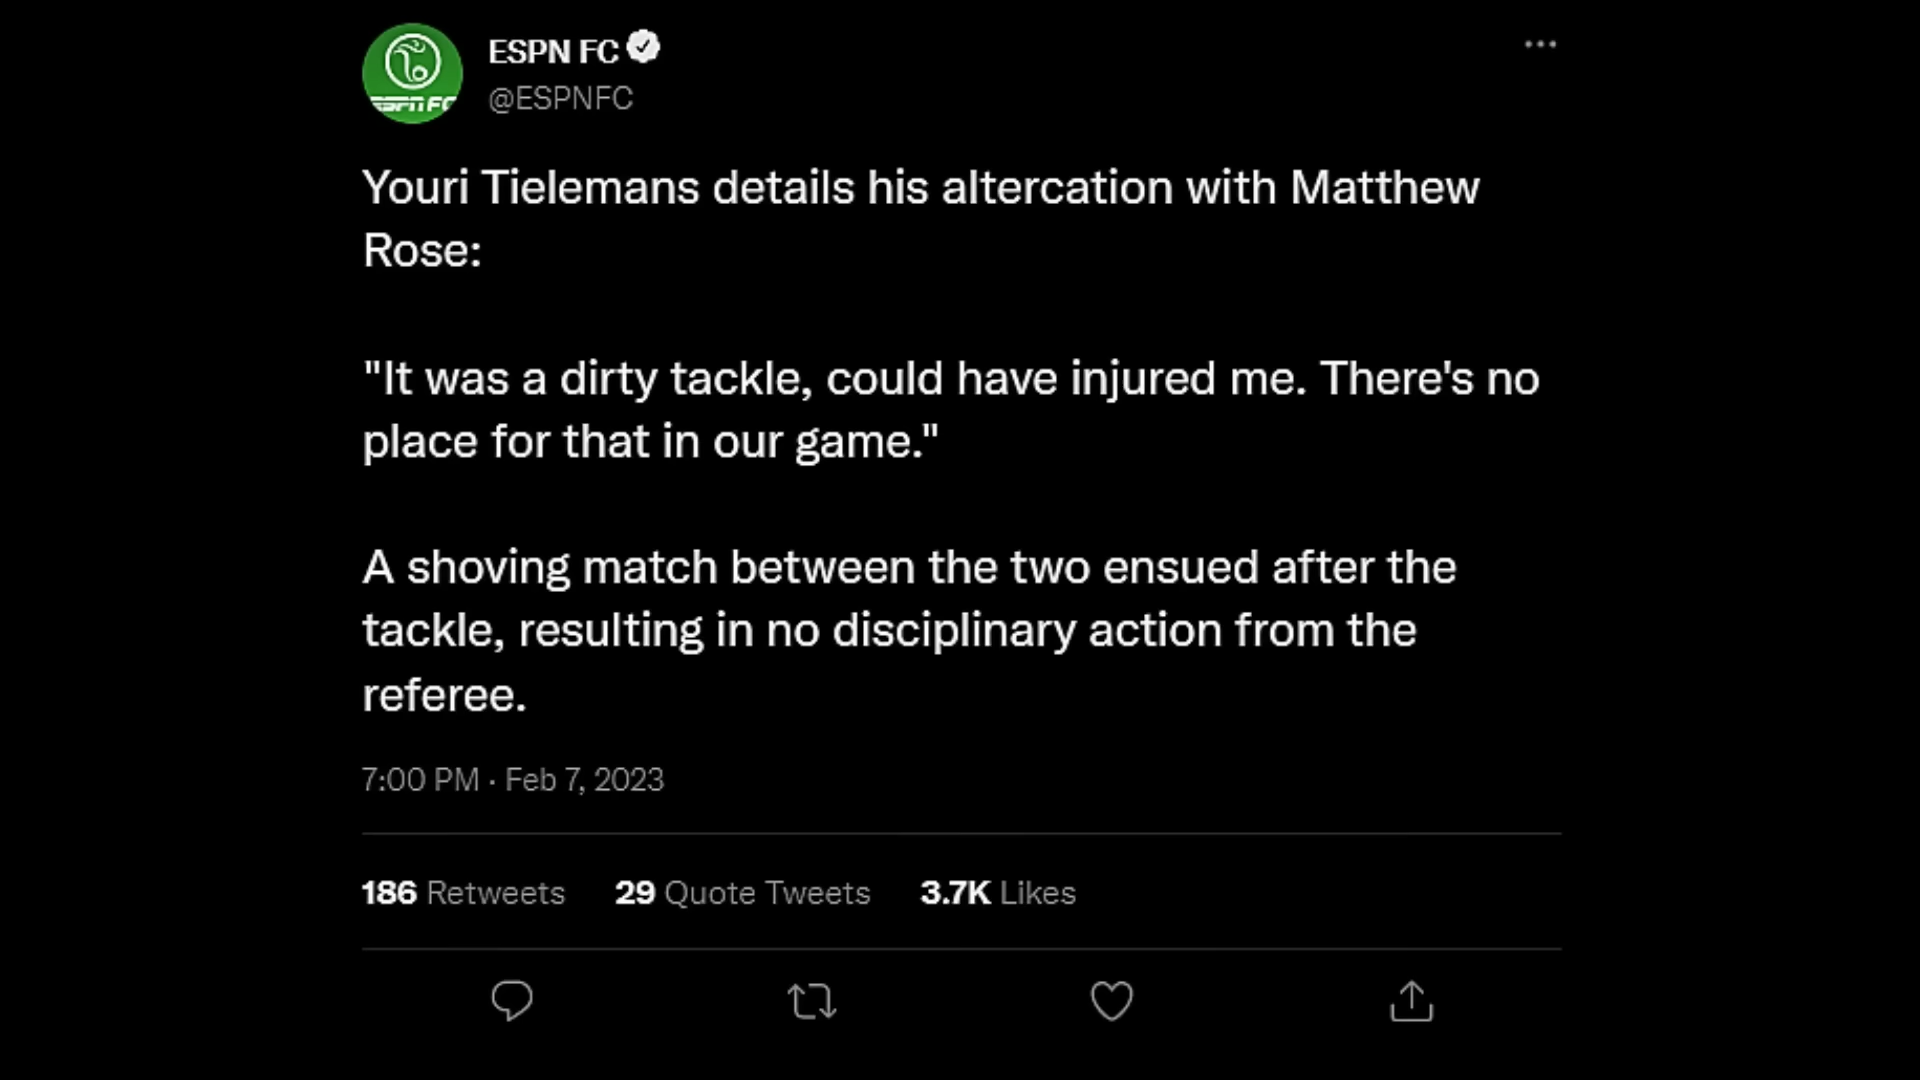 ESPN FC
@ESPNFC
ESPN FC
Youri Tielemans details his altercation with Matthew
Rose:
"It was a dirty tackle, could have injured me. There's no
place for that in our game."
A shoving match between the two ensued after the
tackle, resulting in no disciplinary action from the
referee.
7:00 PM · Feb 7, 2023
186 Retweets 29 Quote Tweets 3.7K Likes